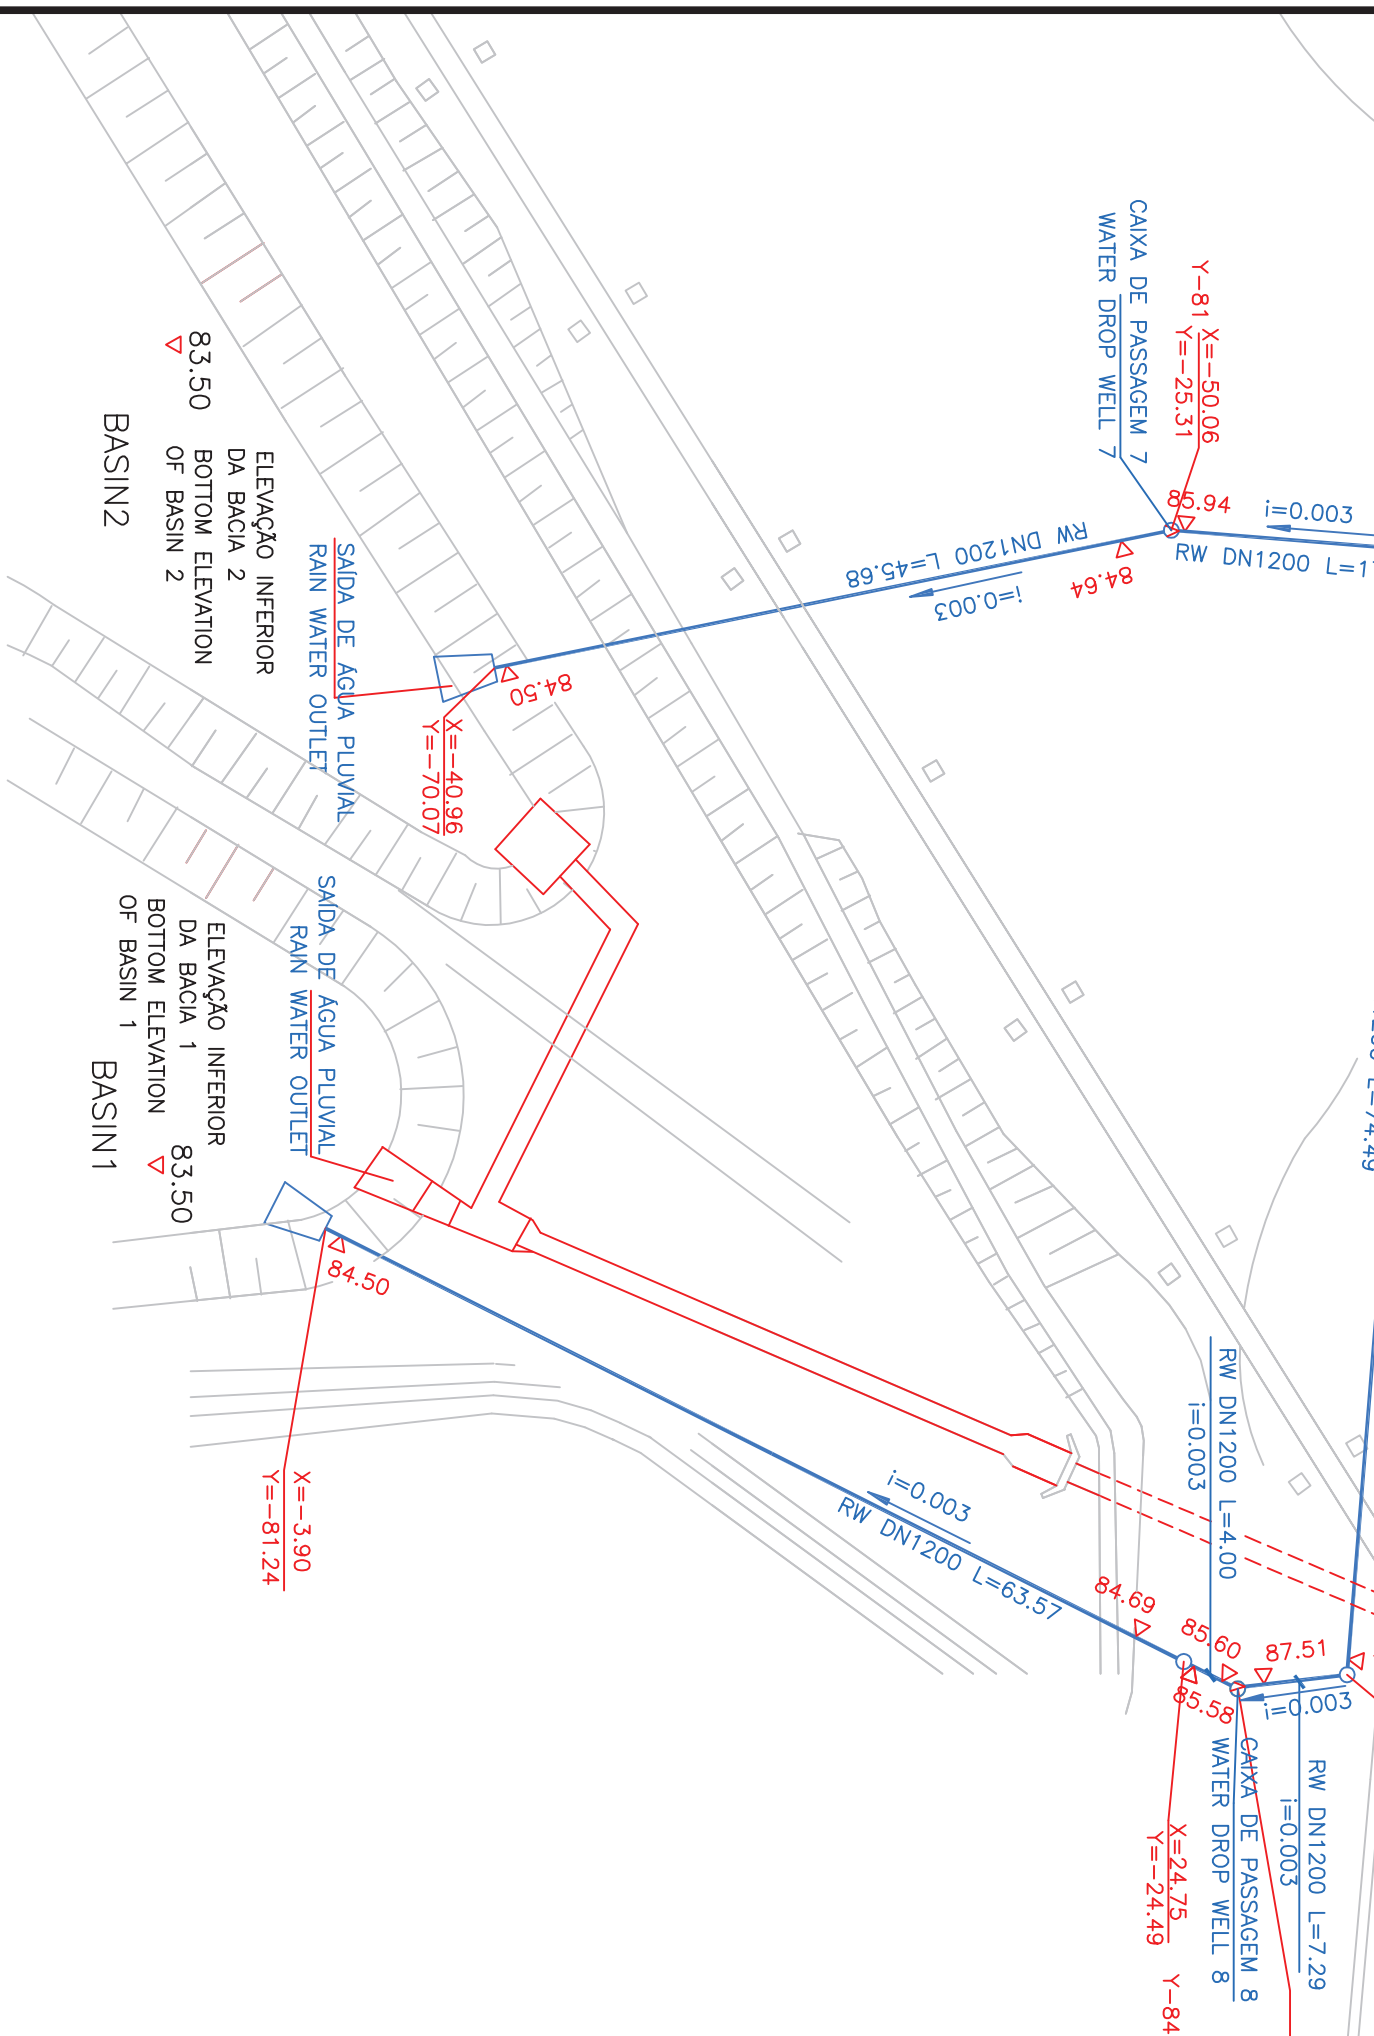 CAIXA DE PASSAGEM 7
WATER DROP WELL 7
Y-81
X=-50.06
Y=-25.31
85.94
i=0.003
RW DN1200 L=1
RW DN1200 L=45.68
i=0.003
84.64
84.50
83.50
ELEVAÇÃO INFERIOR
DA BACIA 2
BOTTOM ELEVATION
OF BASIN 2
BASIN2
SAÍDA DE ÁGUA PLUVIAL
RAIN WATER OUTLET
X=-40.96
Y=-70.07
SAÍDA DE ÁGUA PLUVIAL
RAIN WATER OUTLET
ELEVAÇÃO INFERIOR
DA BACIA 1
BOTTOM ELEVATION
OF BASIN 1
83.50
BASIN1
84.50
X=-3.90
Y=-81.24
L=74.49
RW DN1200 L=4.00
i=0.003
i=0.003
RW DN1200 L=63.57
84.69
85.60
87.51
85.58
i=0.003
CAIXA DE PASSAGEM 8
WATER DROP WELL 8
RW DN1200 L=7.29
i=0.003
X=24.75
Y=-24.49
Y-84